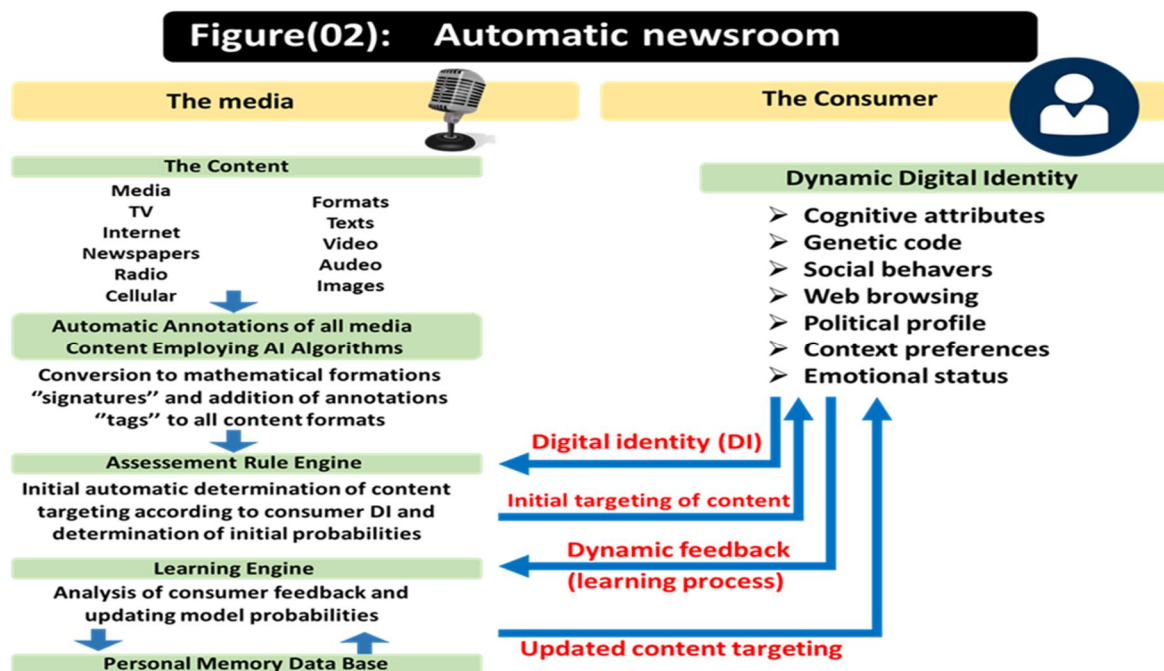 Figure(02): Automatic newsroom
The media
The Consumer
The Content
Media
TV
Internet
Newspapers
Radio
Cellular
Formats
Texts
Video
Audeo
Images
Automatic Annotations of all media
Content Employing AI Algorithms
Conversion to mathematical formations
‘‘signatures’’ and addition of annotations
‘‘tags’’ to all content formats
Assessement Rule Engine
Initial automatic determination of content
targeting according to consumer DI and
determination of initial probabilities
Learning Engine
Analysis of consumer feedback and
updating model probabilities
Personal Memory Data Base
Dynamic Digital Identity
➢ Cognitive attributes
➢ Genetic code
➢ Social behavers
➢ Web browsing
➢ Political profile
➢ Context preferences
➢ Emotional status
Digital identity (DI)
Initial targeting of content
Dynamic feedback
(learning process)
Updated content targeting